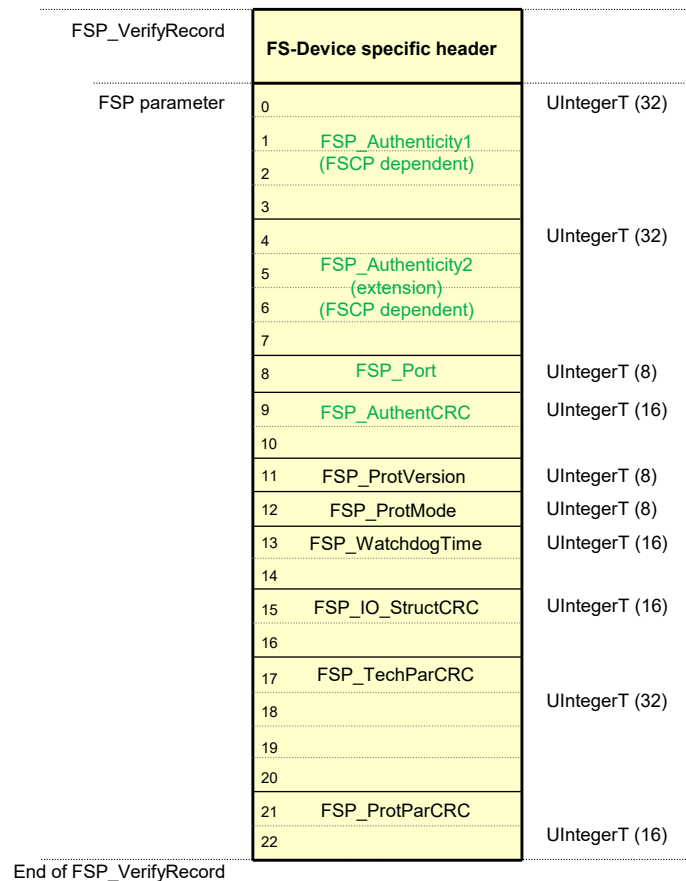 FSP_VerifyRecord
FS-Device specific header
FSP parameter
0
UIntegerT (32)
1
FSP_Authenticity1
(FSCP dependent)
2
3
4
UIntegerT (32)
5
FSP_Authenticity2
(extension)
6
(FSCP dependent)
7
8 FSP_Port UIntegerT (8)
9 FSP_AuthentCRC UIntegerT (16)
10
11 FSP_ProtVersion UIntegerT (8)
12 FSP_ProtMode UIntegerT (8)
13 FSP_WatchdogTime UIntegerT (16)
14
15 FSP_IO_StructCRC UIntegerT (16)
16
17 FSP_TechParCRC
18 UIntegerT (32)
19
20
21 FSP_ProtParCRC
22 UIntegerT (16)
End of FSP_VerifyRecord